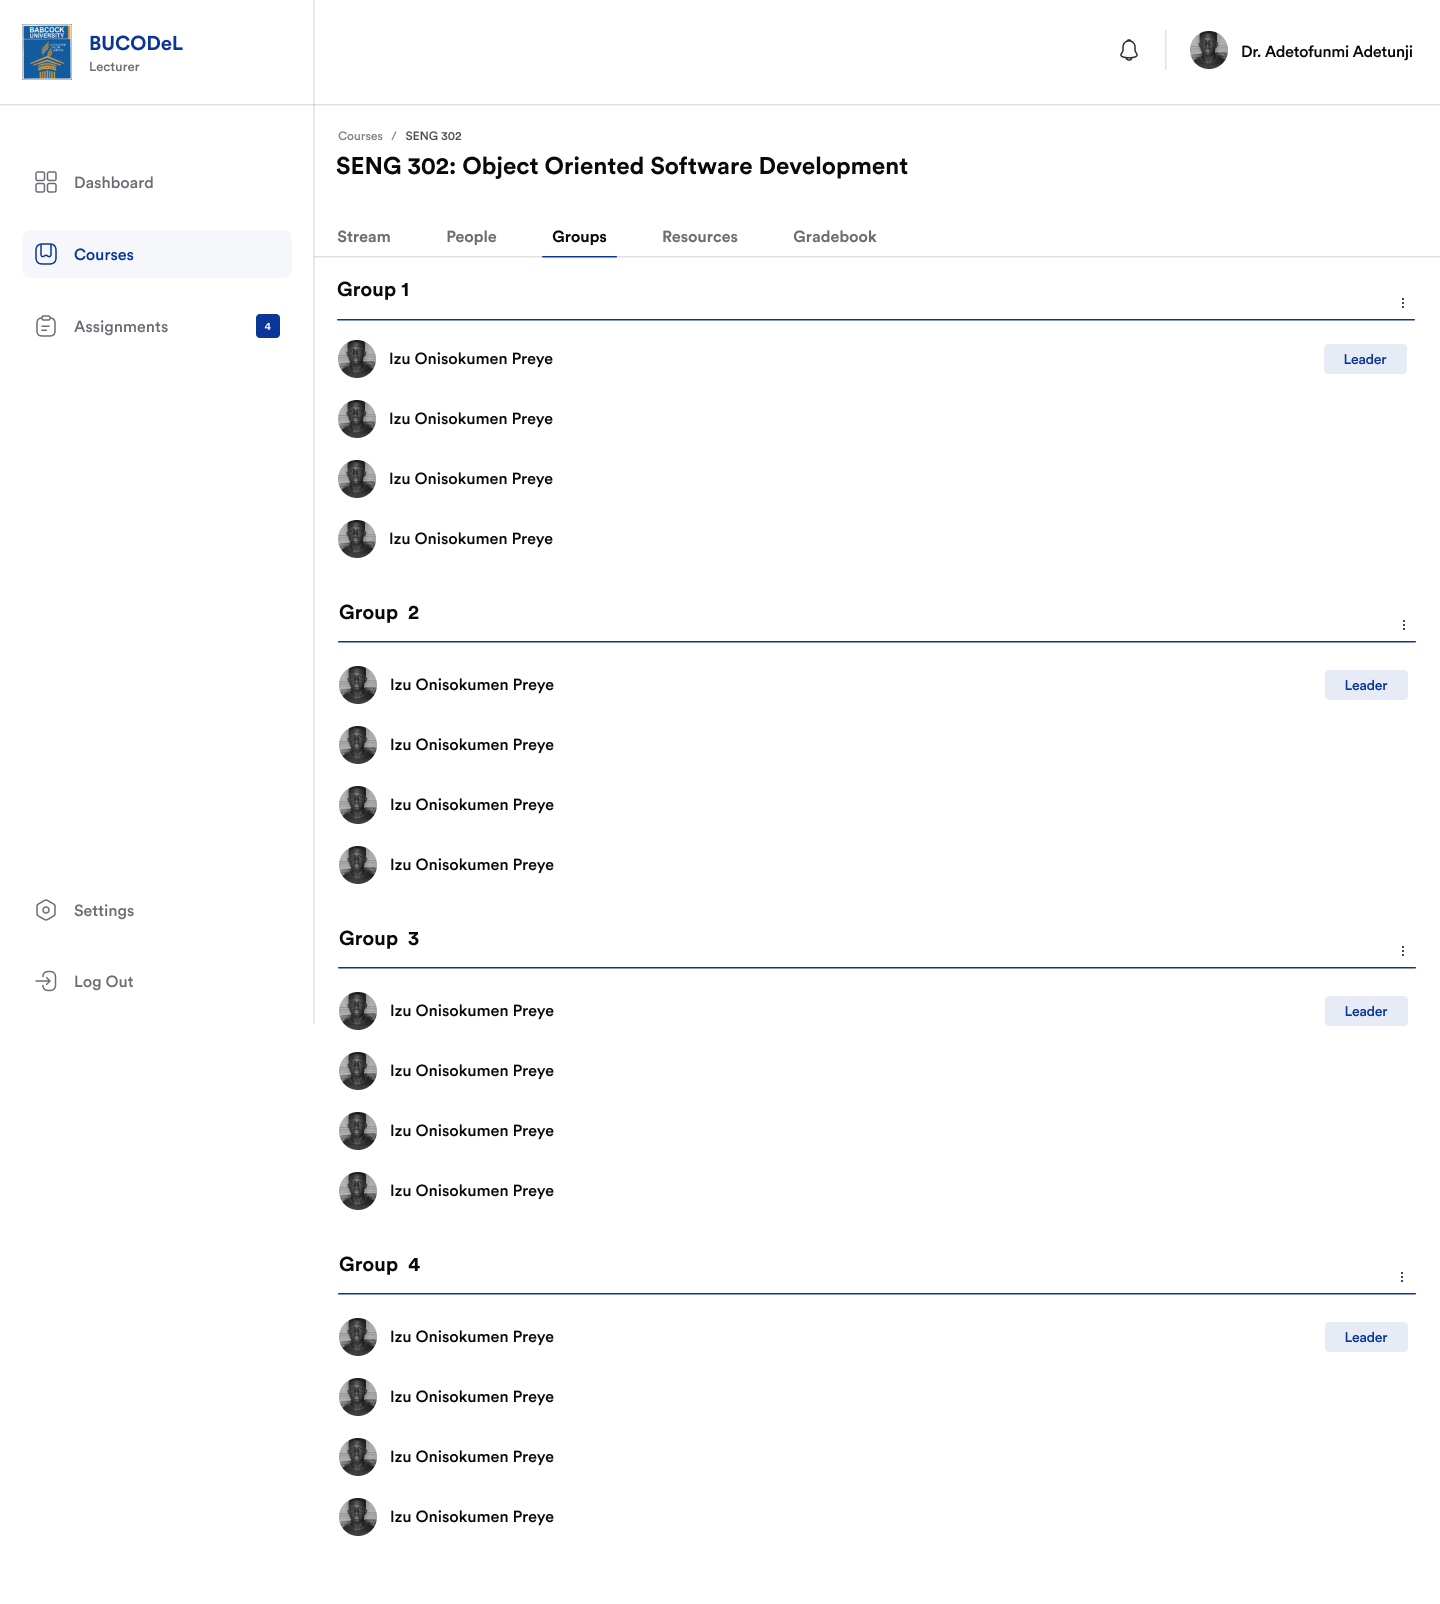 BABCOCK
UNIVERSITY
BUCODeL
Lecturer
Dr. Adetofunmi Adetunji
Dashboard
Courses
Assignments
4
Settings
Log Out
Courses / SENG 302
SENG 302: Object Oriented Software Development
Stream People Groups Resources Gradebook
Group 1
Izu Onisokumen Preye Leader
Izu Onisokumen Preye
Izu Onisokumen Preye
Izu Onisokumen Preye
Group 2
Izu Onisokumen Preye Leader
Izu Onisokumen Preye
Izu Onisokumen Preye
Izu Onisokumen Preye
Group 3
Izu Onisokumen Preye Leader
Izu Onisokumen Preye
Izu Onisokumen Preye
Izu Onisokumen Preye
Group 4
Izu Onisokumen Preye Leader
Izu Onisokumen Preye
Izu Onisokumen Preye
Izu Onisokumen Preye